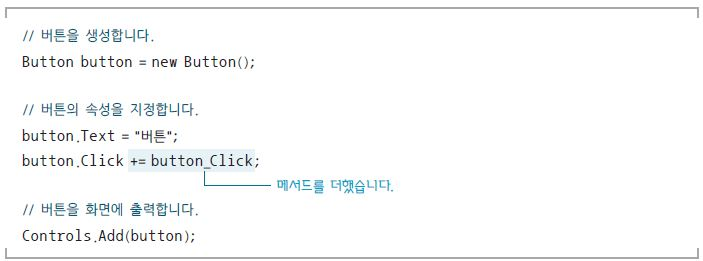 // 버튼을 생성합니다.
Button button = new Button();
// 버튼의 속성을 지정합니다.
button.Text = "버튼";
button.Click += button_Click;
메서드를 더했습니다.
// 버튼을 화면에 출력합니다.
Controls.Add(button);